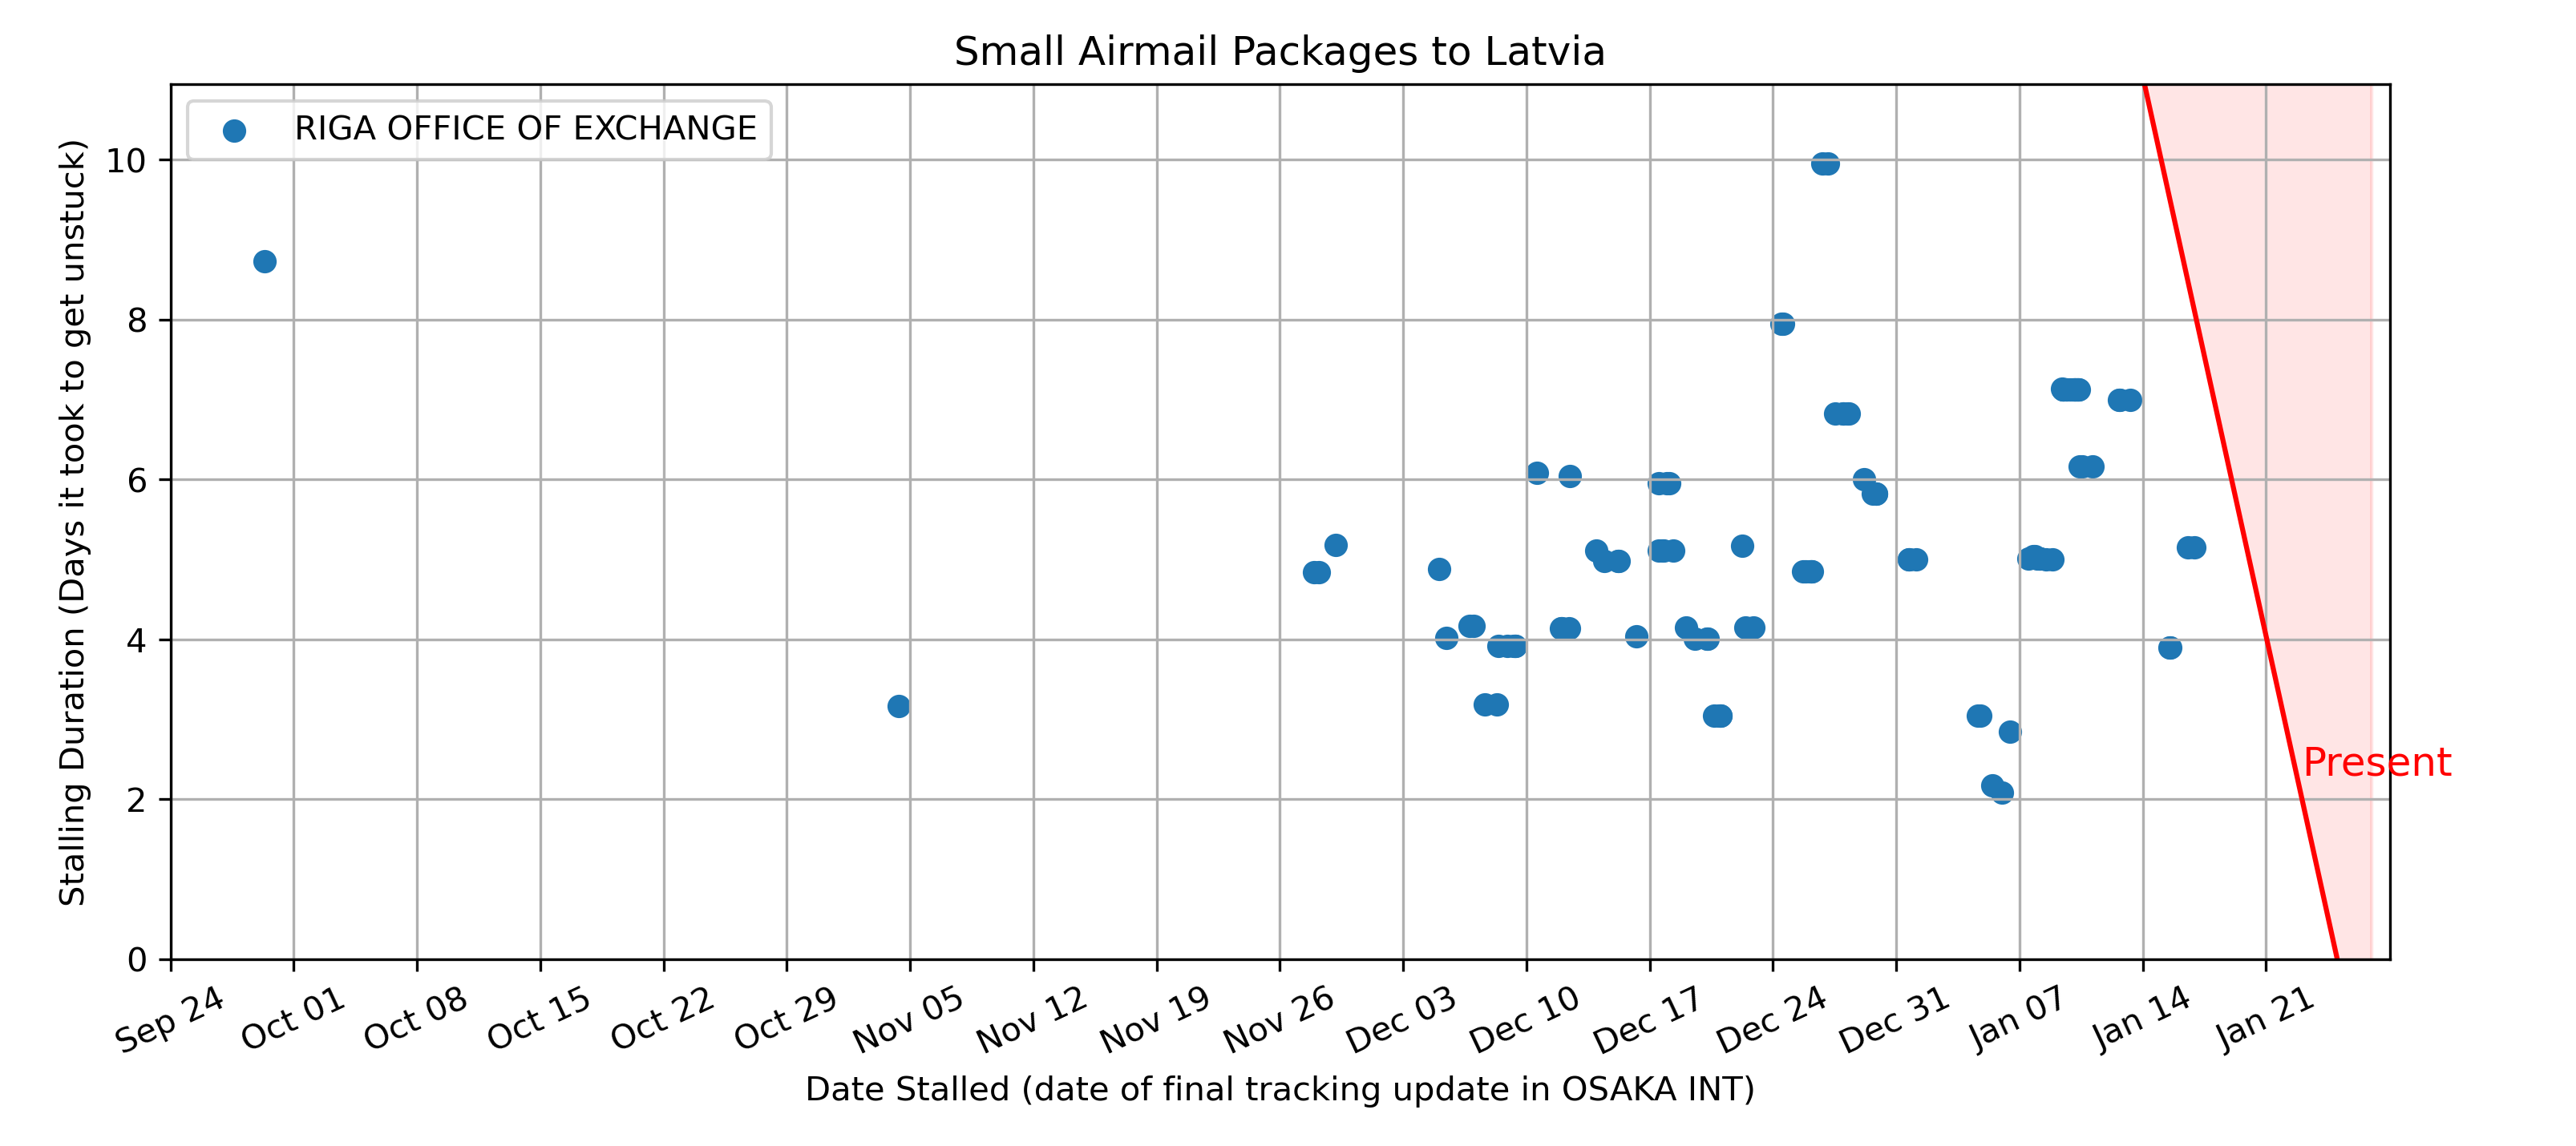 Small Airmail Packages to Latvia
RIGA OFFICE OF EXCHANGE
Stalling Duration (Days it took to get unstuck)
10
8
6
4
2
0
Present
Sep 24
Oct 01
Oct 08
Oct 15
Oct 22
Oct 29
Nov 05
Nov 12
Nov 19
Nov 26
Dec 03
Dec 10
Dec 17
Dec 24
Dec 31
Jan 07
Jan 14
Jan 21
Date Stalled (date of final tracking update in OSAKA INT)